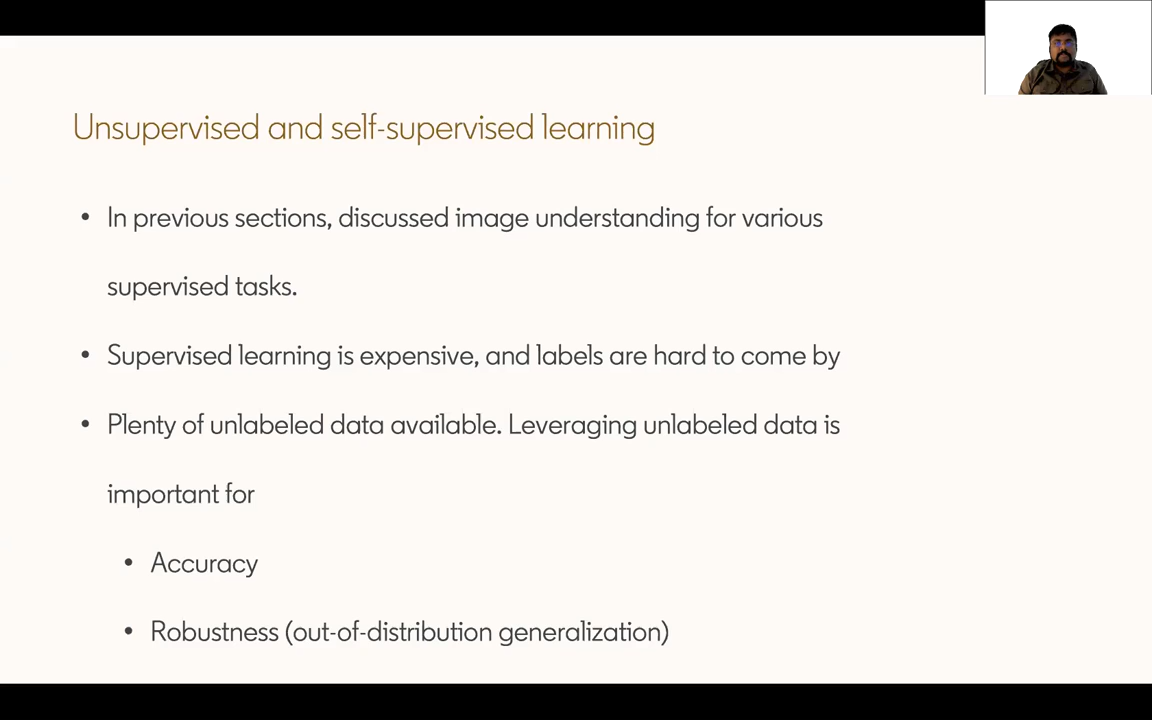 Unsupervised and self-supervised learning
• In previous sections, discussed image understanding for various
supervised tasks.
• Supervised learning is expensive, and labels are hard to come by
• Plenty of unlabeled data available. Leveraging unlabeled data is
important for
• Accuracy
• Robustness (out-of-distribution generalization)